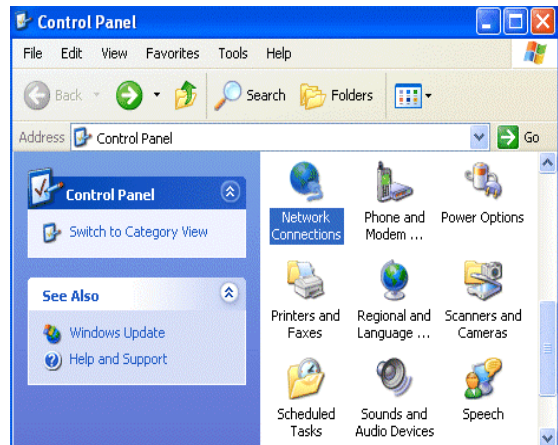 Control Panel
File Edit View Favorites Tools Help
Back Search Folders
Address Control Panel Go
Control Panel
Switch to Category View
See Also
Windows Update
Help and Support
Network
Connections
Phone and
Modem ...
Power Options
Printers and
Faxes
Regional and
Language ...
Scanners and
Cameras
Scheduled
Tasks
Sounds and
Audio Devices
Speech